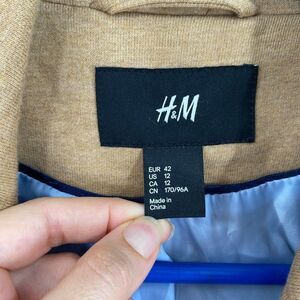 H&M
EUR 42
US 12
CA 12
CN 170/96A
Made in
China